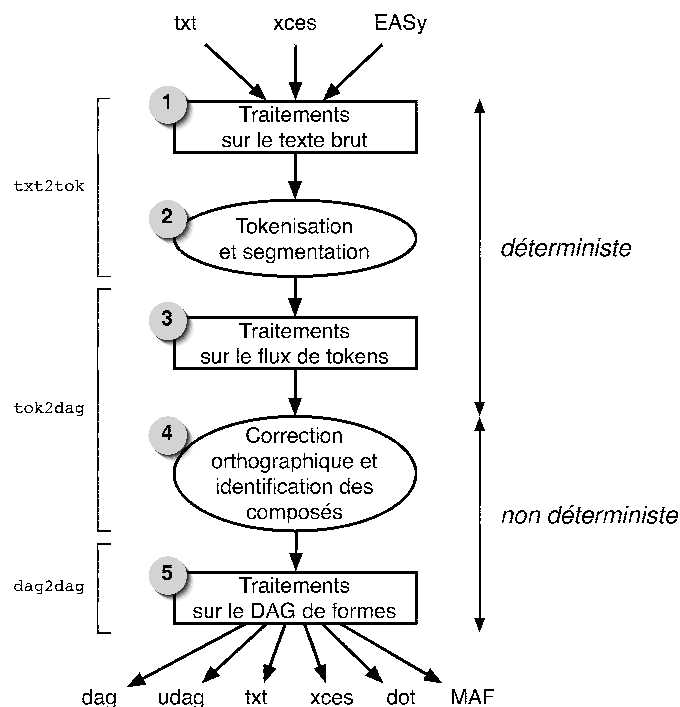 txt
xces
EASy
1
Traitements
sur le texte brut
txt2tok
2
Tokenisation
et segmentation
déterministe
3
Traitements
sur le flux de tokens
tok2dag
4
Correction
orthographique et
identification des
composés
non déterministe
dag2dag
5
Traitements
sur le DAG de formes
dag
udag
txt
xces
dot
MAF